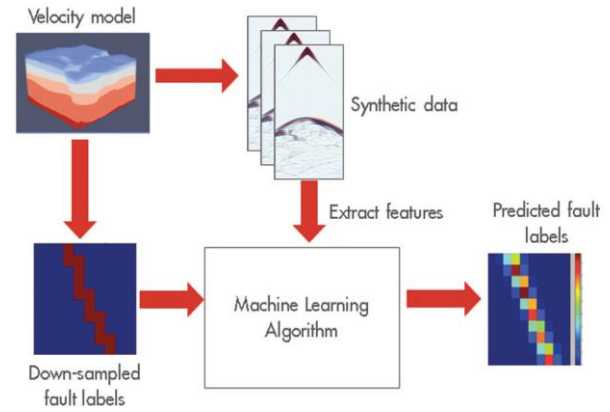 Velocity model
Synthetic data
Extract features
Predicted fault
labels
Machine Learning
Algorithm
Down-sampled
fault labels